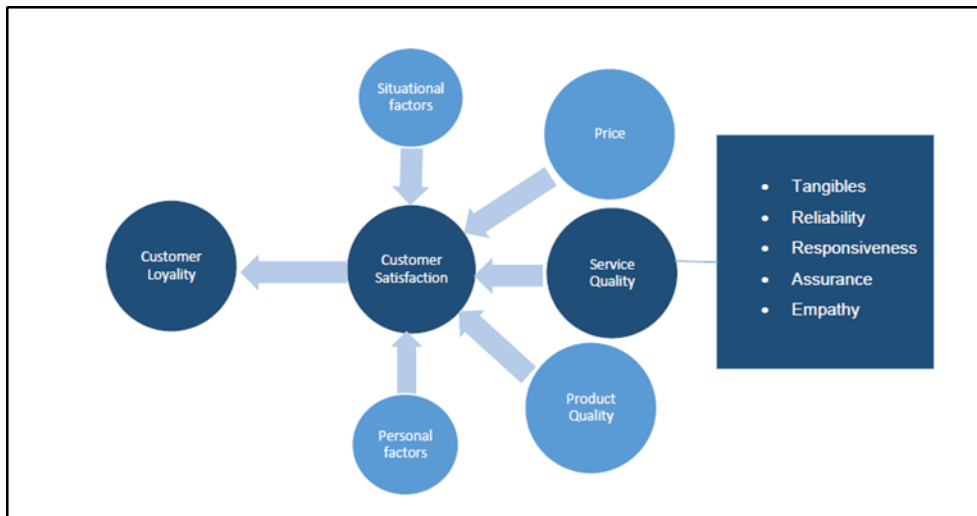 Situational
factors
Price
Customer
Loyality
Customer
Satisfaction
Service
Quality
• Tangibles
• Reliability
• Responsiveness
• Assurance
• Empathy
Product
Quality
Personal
factors